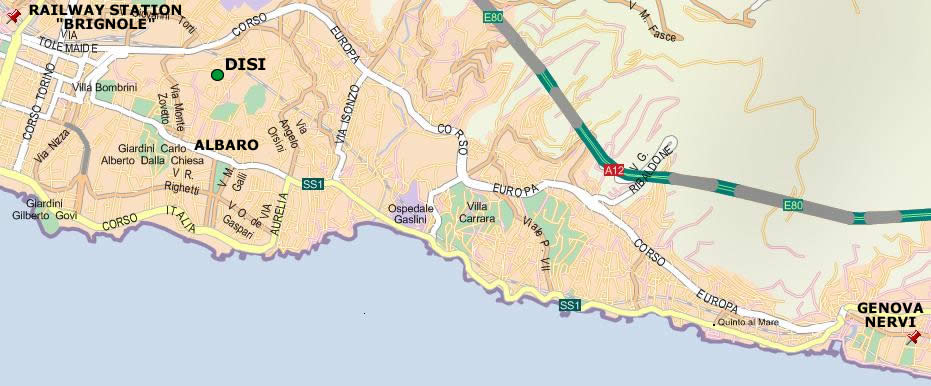 RAILWAY STATION
"BRIGNOLE"
VIA
Torti
TOLEMAIDE
CORSO
EUROPA
E80
V. M. Fasce
DISI
Villa Bombrini
CORSO TORINO
Via Nizza
Via Monte
Zovetto
Via
Angelo
Orsini
VIA ISONZO
CORSO
ALBARO
Giardini Carlo
Alberto Dalla Chiesa
V R.
Righetti
V. M.
Galli
SS1
A12
V. G.
RIBALDONE
EUROPA
E80
Giardini
Gilberto Govi
CORSO
ITALIA
V. O. de
Gaspari
VIA
AURELIA
Ospedale
Gaslini
Villa
Carrara
Viale P. VII
CORSO
EUROPA
SS1
Quinto al Mare
GENOVA
NERVI